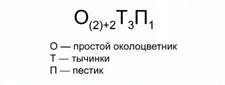 О₍₂₎₊₂Т₃П₁
О — простой околоцветник
Т — тычинки
П — пестик